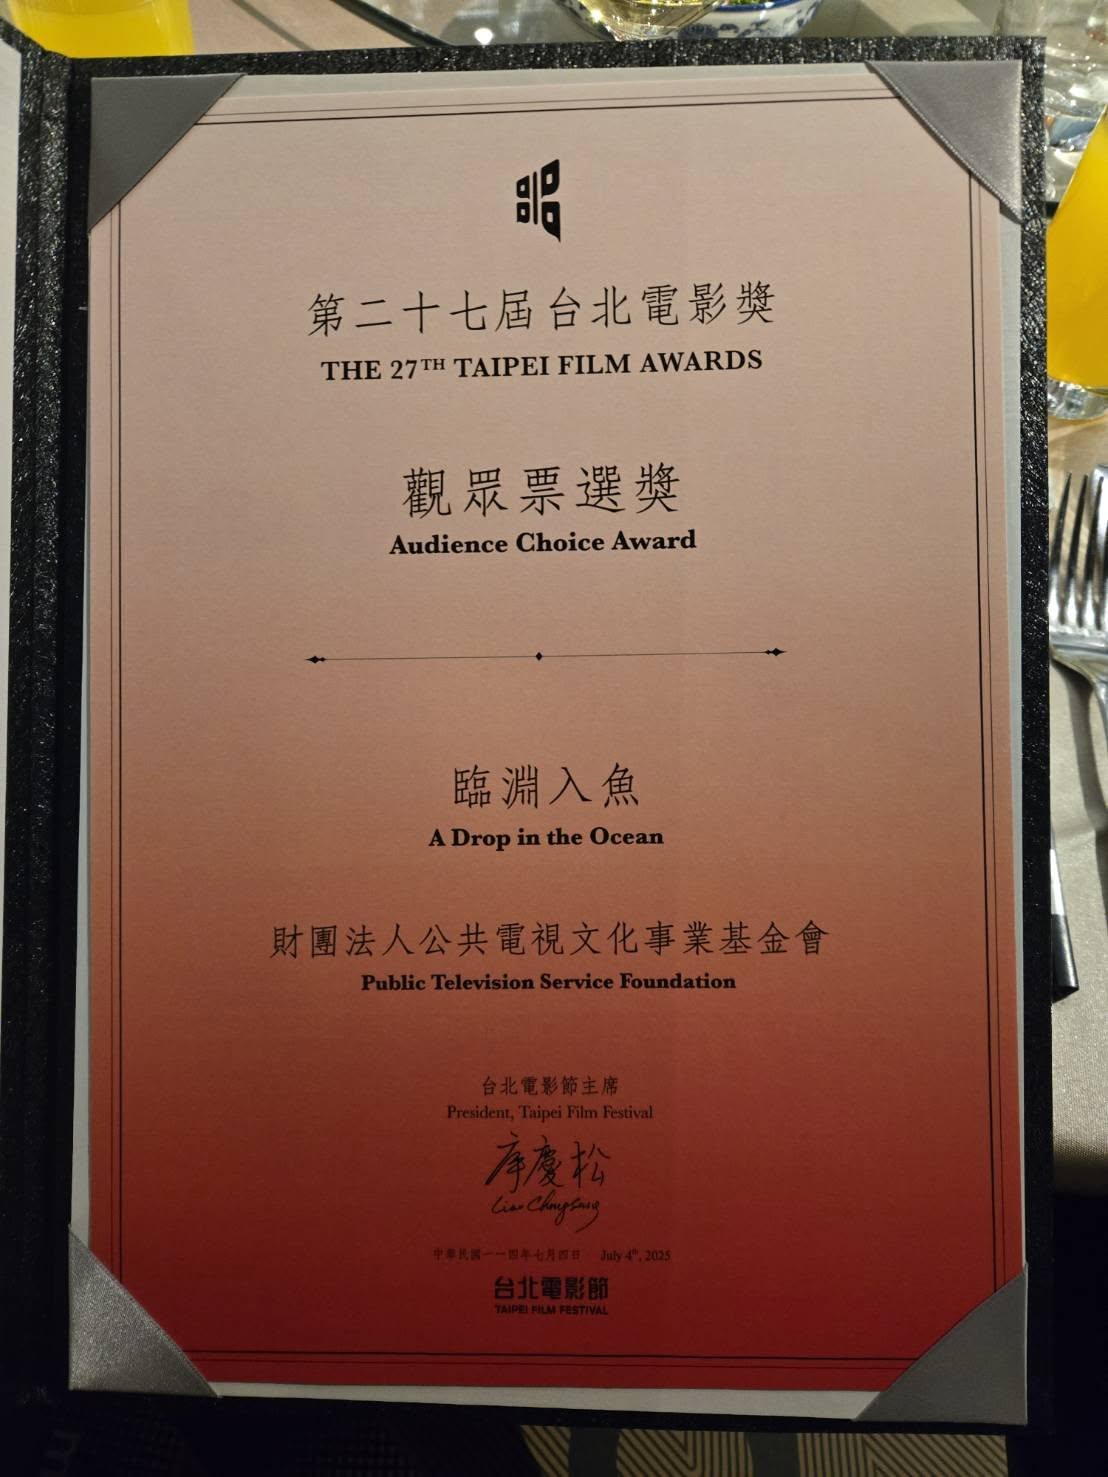 第二十七屆台北電影獎
THE 27TH TAIPEI FILM AWARDS
觀眾票選獎
Audience Choice Award
臨淵入魚
A Drop in the Ocean
財團法人公共電視文化事業基金會
Public Television Service Foundation
台北電影節主席
President, Taipei Film Festival
中華民國一一四年七月四日 July 4th, 2025
台北電影節
TAIPEI FILM FESTIVAL